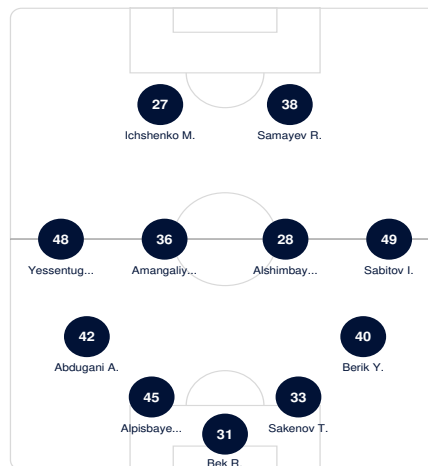 27
38
Ichshenko M.
Samayev R.
48
36
28
49
Yessentug...
Amangaliy...
Alshimbay...
Sabitov I.
42
40
Abdugani A.
Berik Y.
45
33
Alpisbaye...
Sakenov T.
31
Bek R.